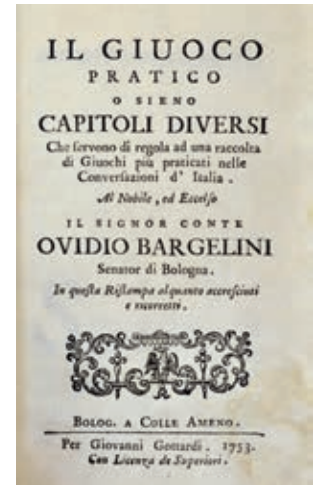 IL GIUOCO
PRATICO
O SIENO
CAPITOLI DIVERSI
Che servono di regola ad una raccolta
di Giuochi più praticati nelle
Conversazioni d' Italia.
Al Nobile, ed Eccelso
IL SIGNOR CONTE
OVIDIO BARGELINI
Senator di Bologna.
In questa Ristampa alquanto accresciuti
e ricorretti.
BOLOG. A COLLE AMENO.
Per Giovanni Gottardi. 1753.
Con Licenza de Superiori.